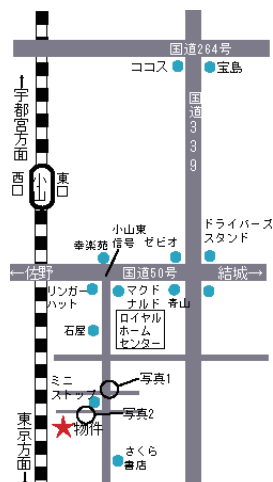 国道264号
ココス
宝島
↑宇都宮方面
国道339
西口
小山
東口
小山東
信号
幸楽苑
ゼビオ
ドライバーズ
スタンド
←佐野
国道50号
結城→
リンガー
ハット
マクド
ナルド
青山
ロイヤル
ホーム
センター
石屋
写真1
ミニ
ストップ
写真2
物件
東京方面↓
さくら
書店